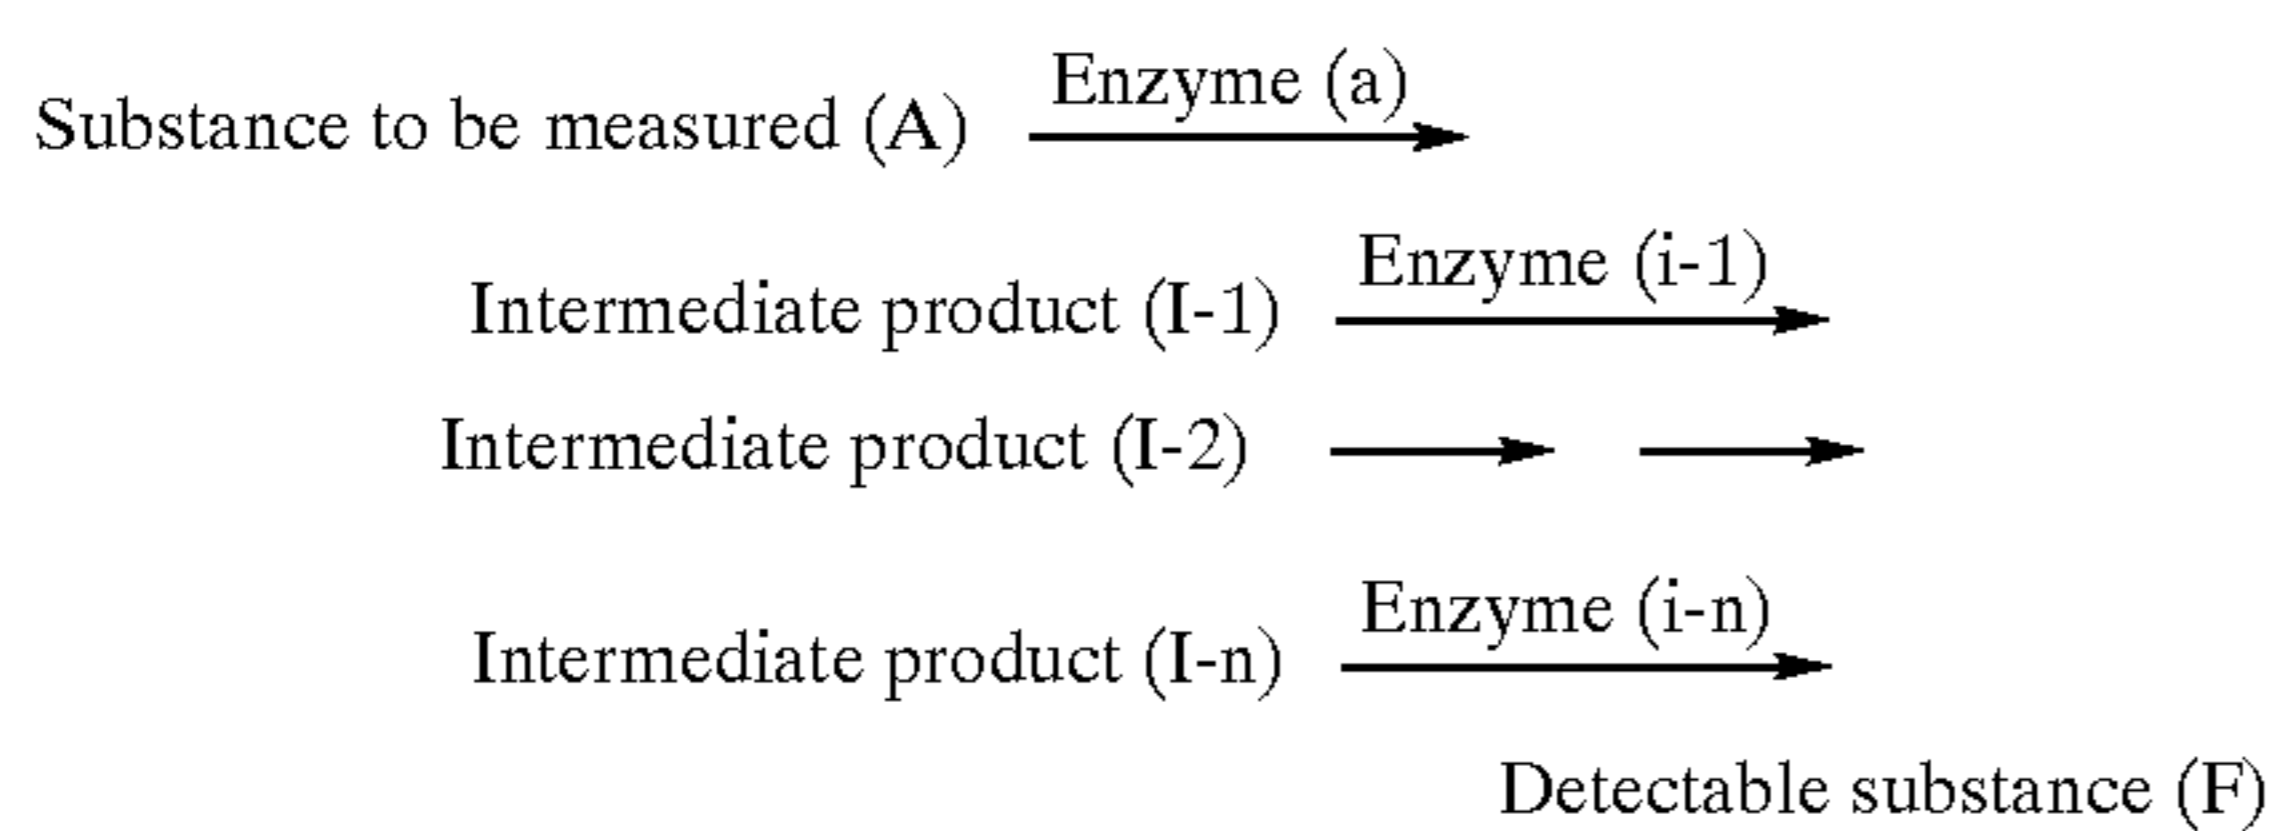 Substance to be measured (A) Enzyme (a)
Intermediate product (I-1) Enzyme (i-1)
Intermediate product (I-2)
Intermediate product (I-n) Enzyme (i-n)
Detectable substance (F)